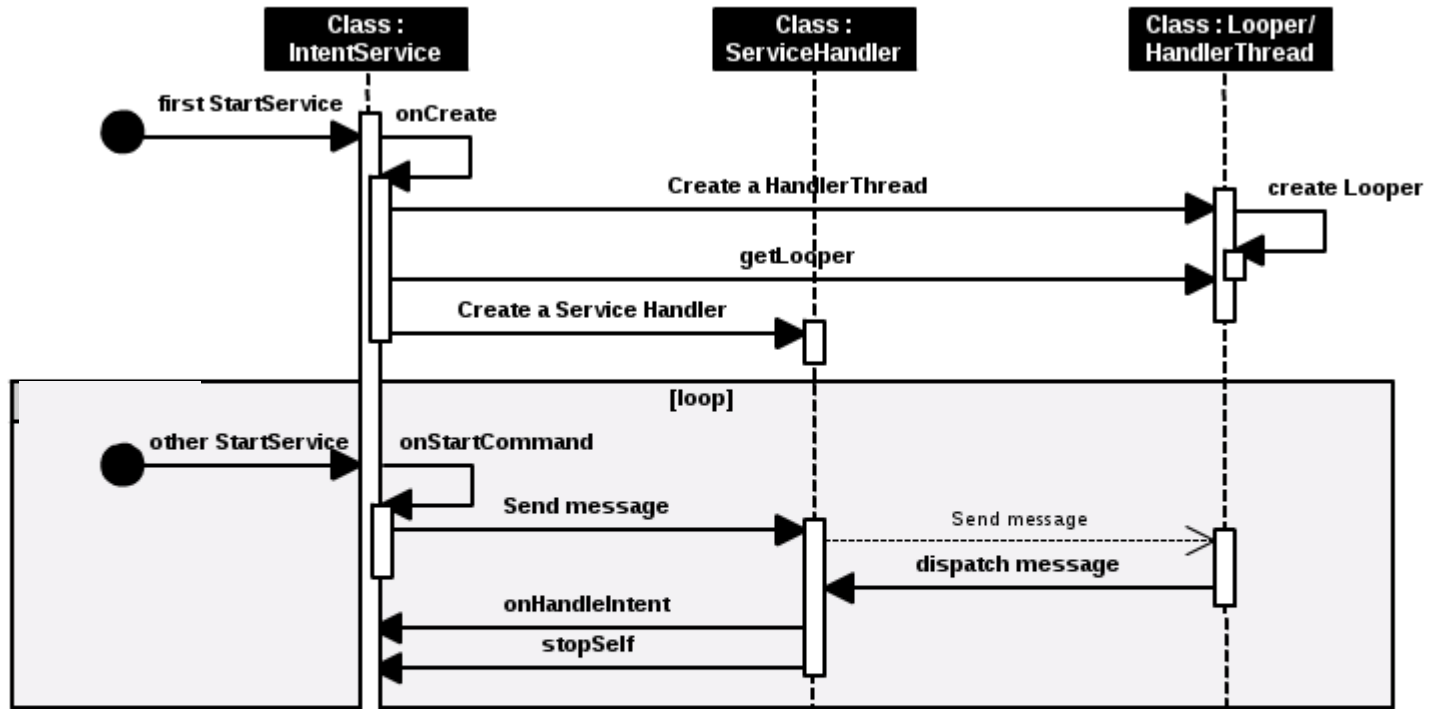 Class :
IntentService
Class :
ServiceHandler
Class : Looper/
HandlerThread
first StartService
onCreate
Create a HandlerThread
create Looper
getLooper
Create a Service Handler
[loop]
other StartService
onStartCommand
Send message
Send message
dispatch message
onHandleIntent
stopSelf